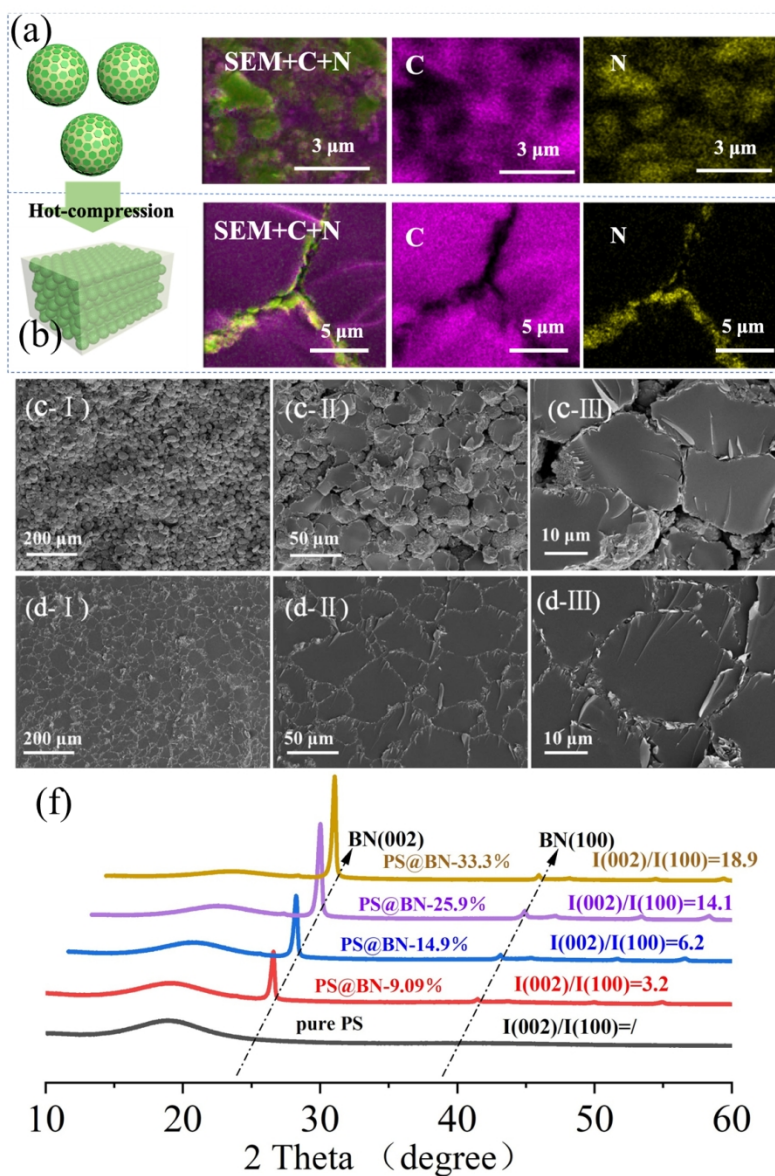 (a)
SEM+C+N
3 μm
C
3 μm
N
3 μm
Hot-compression
(b)
SEM+C+N
5 μm
C
5 μm
N
5 μm
(c-Ⅰ)
200 μm
(c-Ⅱ)
50 μm
(c-Ⅲ)
10 μm
(d-Ⅰ)
200 μm
(d-Ⅱ)
50 μm
(d-Ⅲ)
10 μm
(f)
BN(002)
BN(100)
PS@BN-33.3%
I(002)/I(100)=18.9
PS@BN-25.9%
I(002)/I(100)=14.1
PS@BN-14.9%
I(002)/I(100)=6.2
PS@BN-9.09%
I(002)/I(100)=3.2
pure PS
I(002)/I(100)=/
10
20
30
40
50
60
2 Theta （degree）